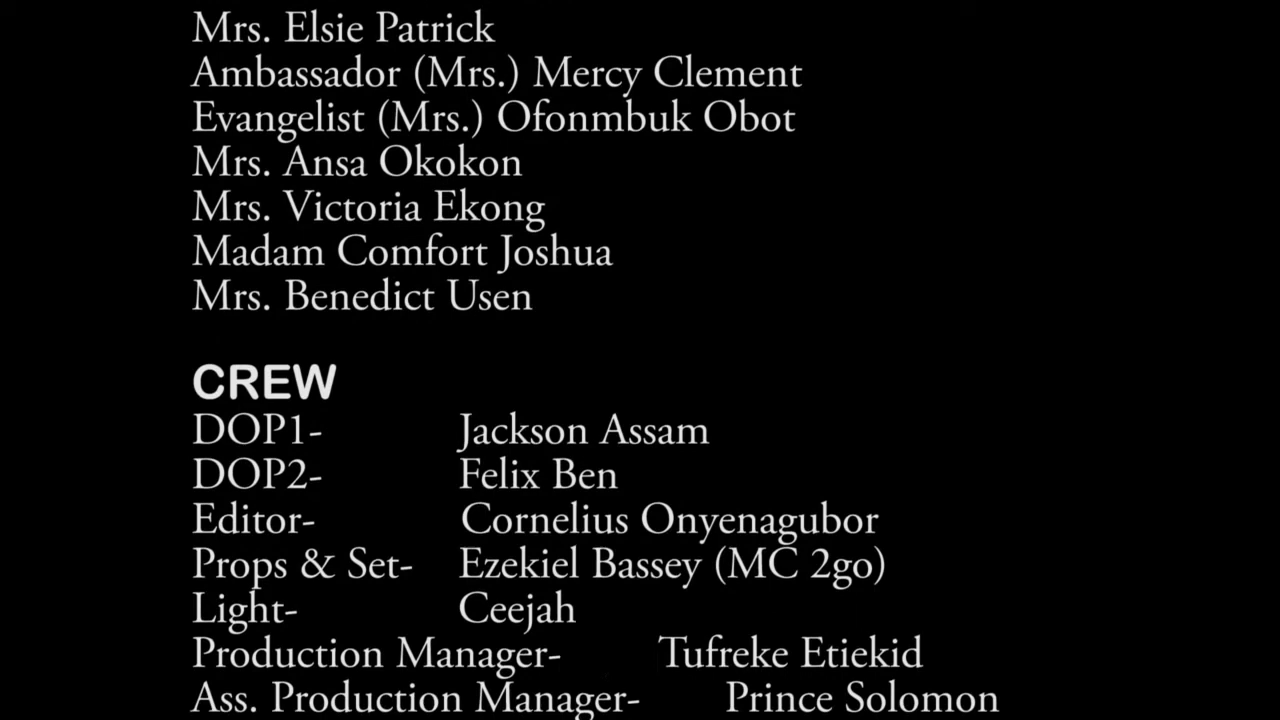 Mrs. Elsie Patrick
Ambassador (Mrs.) Mercy Clement
Evangelist (Mrs.) Ofonmbuk Obot
Mrs. Ansa Okokon
Mrs. Victoria Ekong
Madam Comfort Joshua
Mrs. Benedict Usen
CREW
DOP1- Jackson Assam
DOP2- Felix Ben
Editor- Cornelius Onyenagubor
Props & Set- Ezekiel Bassey (MC 2go)
Light- Ceejah
Production Manager- Tufreke Etiekid
Ass. Production Manager- Prince Solomon